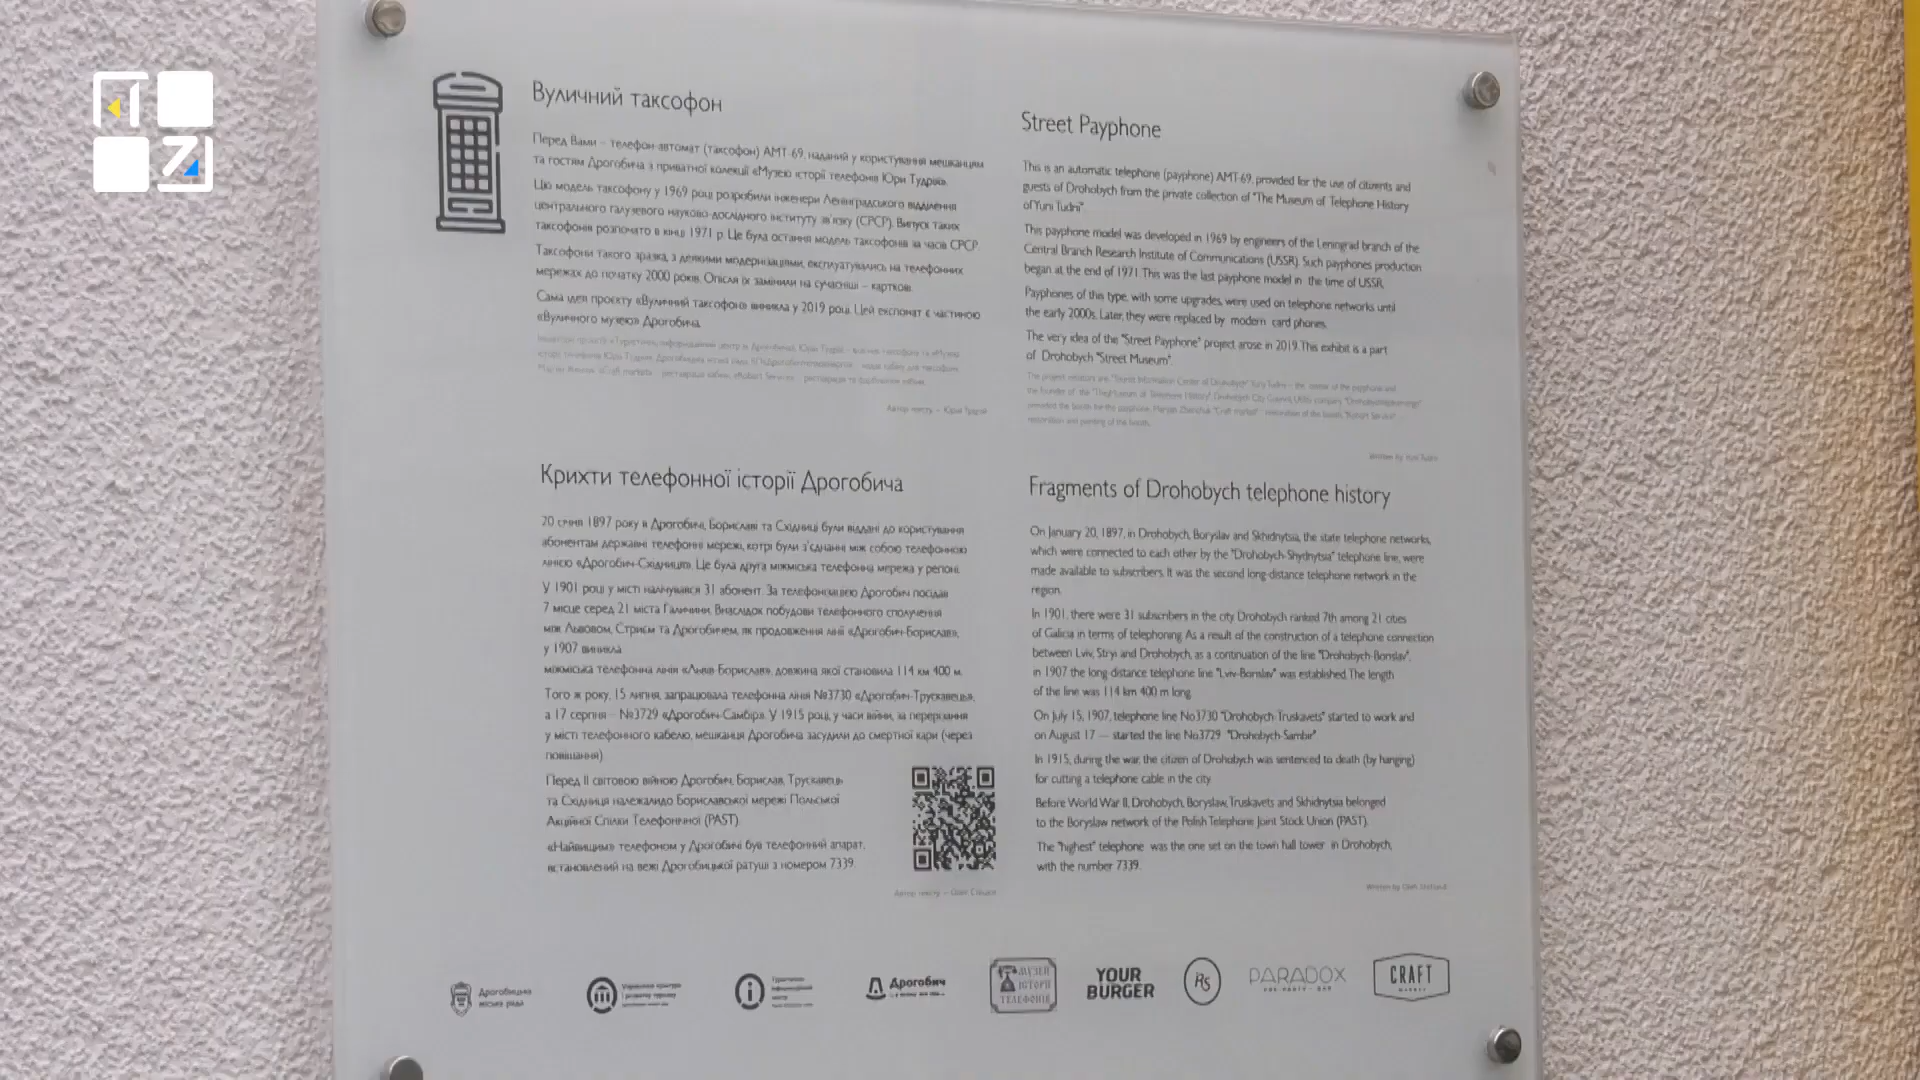 Вуличний таксофон
Перед Вами – телефон-автомат (таксофон) АМТ-69, наданий у користування мешканцям
та гостям Дрогобича з приватної колекції «Музею історії телефонів Юрія Тудрія».
Цю модель таксофону у 1969 році розробили інженери Ленінградського відділення
центрального галузевого науково-дослідного інституту зв'язку (СРСР). Випуск таких
таксофонів розпочато в кінці 1971 р. Це була остання модель таксофонів за часів СРСР.
Таксофони такого зразка, з деякими модернізаціями, експлуатувались на телефонних
мережах до початку 2000 років. Опісля їх замінили на сучасніші – карткові.
Сама ідея проєкту «Вуличний таксофон» виникла у 2019 році. Цей експонат є частиною
«Вуличного музею» Дрогобича.
Автор тексту – Юрій Тудрій
Street Payphone
This is an automatic telephone (payphone) AMT-69, provided for the use of citizents and
guests of Drohobych from the private collection of "The Museum of Telephone History
of Yurii Tudrii"
This payphone model was developed in 1969 by engineers of the Leningrad branch of the
Central Branch Research Institute of Communications (USSR). Such payphones production
began at the end of 1971. This was the last payphone model in the time of USSR.
Payphones of this type, with some upgrades, were used on telephone networks until
the early 2000s. Later, they were replaced by modern card phones.
The very idea of the "Street Payphone" project arose in 2019. This exhibit is a part
of Drohobych "Street Museum".
Written by Yurii Tudrii
Крихти телефонної історії Дрогобича
20 січня 1897 року в Дрогобичі, Бориславі та Східниці були віддані до користування
абонентам державні телефонні мережі, котрі були з'єднанні між собою телефонною
лінією «Дрогобич-Східниця». Це була друга міжміська телефонна мережа у регіоні.
У 1901 році у місті налічувався 31 абонент. За телефонізацією Дрогобич посідав
7 місце серед 21 міста Галичини. Внаслідок побудови телефонного сполучення
між Львовом, Стриєм та Дрогобичем, як продовження лінії «Дрогобич-Борислав»,
у 1907 виникла
міжміська телефонна лінія «Львів-Борислав», довжина якої становила 114 км 400 м.
Того ж року, 15 липня, запрацювала телефонна лінія №3730 «Дрогобич-Трускавець»,
а 17 серпня – №3729 «Дрогобич-Самбір». У 1915 році, у часи війни, за перерізання
у місті телефонного кабелю, мешканця Дрогобича засудили до смертної кари (через
повішання).
Перед ІІ світовою війною Дрогобич, Борислав, Трускавець
та Східниця належалидо Бориславської мережі Польської
Акційної Спілки Телефонічної (PAST).
«Найвищим» телефоном у Дрогобичі був телефонний апарат,
встановлений на вежі Дрогобицької ратуші з номером 7339.
Fragments of Drohobych telephone history
On January 20, 1897, in Drohobych, Boryslav and Skhidnytsia, the state telephone networks,
which were connected to each other by the "Drohobych-Shydnytsia" telephone line, were
made available to subscribers. It was the second long-distance telephone network in the
region.
In 1901, there were 31 subscribers in the city. Drohobych ranked 7th among 21 cities
of Galicia in terms of telephoning. As a result of the construction of a telephone connection
between Lviv, Stryi and Drohobych, as a continuation of the line "Drohobych-Borislav",
in 1907 the long-distance telephone line "Lviv-Borislav" was established. The length
of the line was 114 km 400 m long.
On July 15, 1907, telephone line No3730 "Drohobych-Truskavets" started to work and
on August 17 — started the line No3729 "Drohobych-Sambir"
In 1915, during the war, the citizen of Drohobych was sentenced to death (by hanging)
for cutting a telephone cable in the city.
Before World War II, Drohobych, Boryslaw, Truskavets and Skhidnytsia belonged
to the Boryslaw network of the Polish Telephone Joint Stock Union (PAST).
The "highest" telephone was the one set on the town hall tower in Drohobych,
with the number 7339.
Дрогобицька
міська рада
Дрогобич
МУЗЕЙ
ІСТОРІЇ
ТЕЛЕФОНІВ
YOUR
BURGER
PARADOX
CRAFT
MARKET